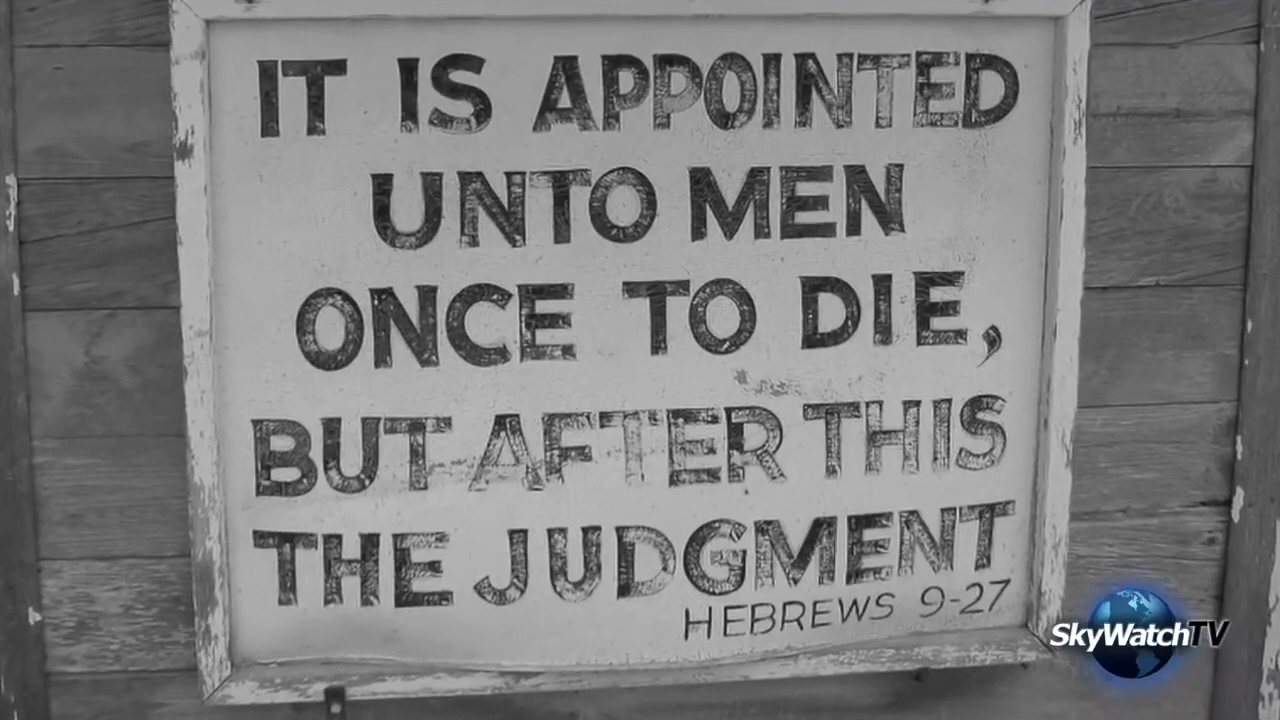 IT IS APPOINTED
UNTO MEN
ONCE TO DIE,
BUT AFTER THIS
THE JUDGMENT
HEBREWS 9-27
SkyWatchTV